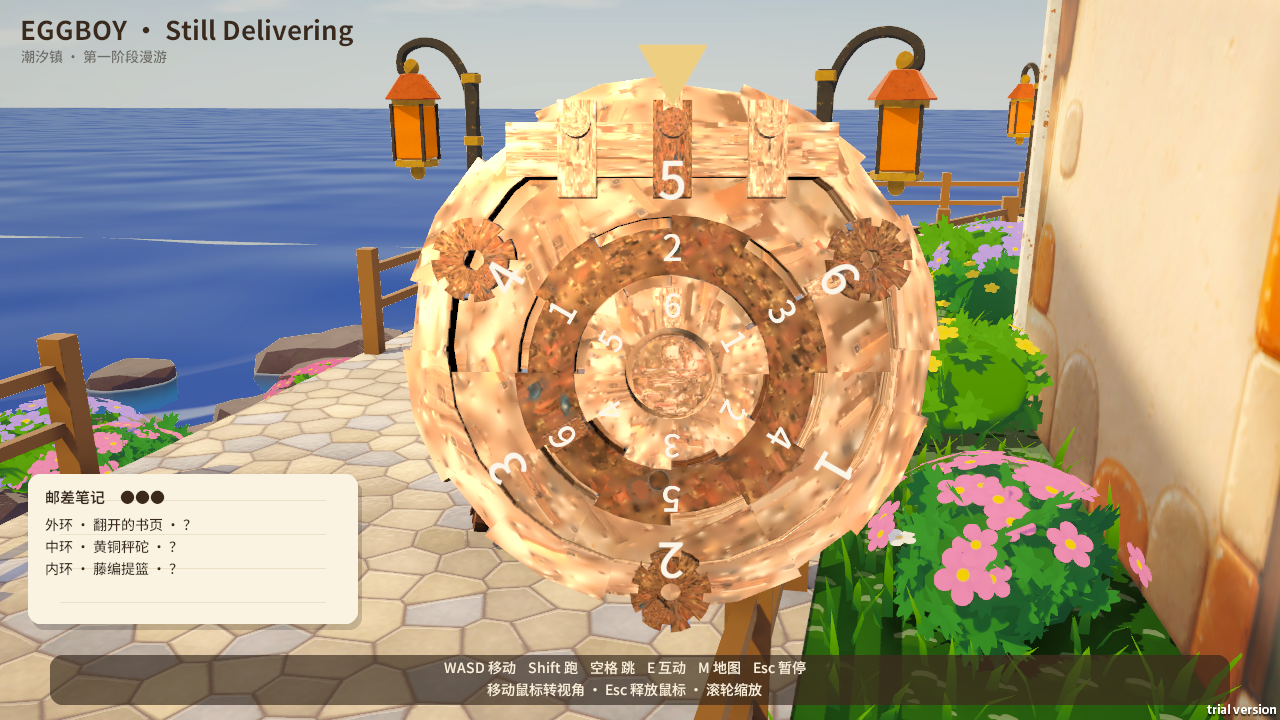 EGGBOY · Still Delivering
潮汐镇 · 第一阶段漫游
5
2
6
4
6
1
3
5
1
4
2
6
4
3
3
1
5
2
邮差笔记 ●●●
外环 · 翻开的书页 · ?
中环 · 黄铜秤砣 · ?
内环 · 藤编提篮 · ?
WASD 移动 Shift 跑 空格 跳 E 互动 M 地图 Esc 暂停
移动鼠标转视角 · Esc 释放鼠标 · 滚轮缩放
trial version